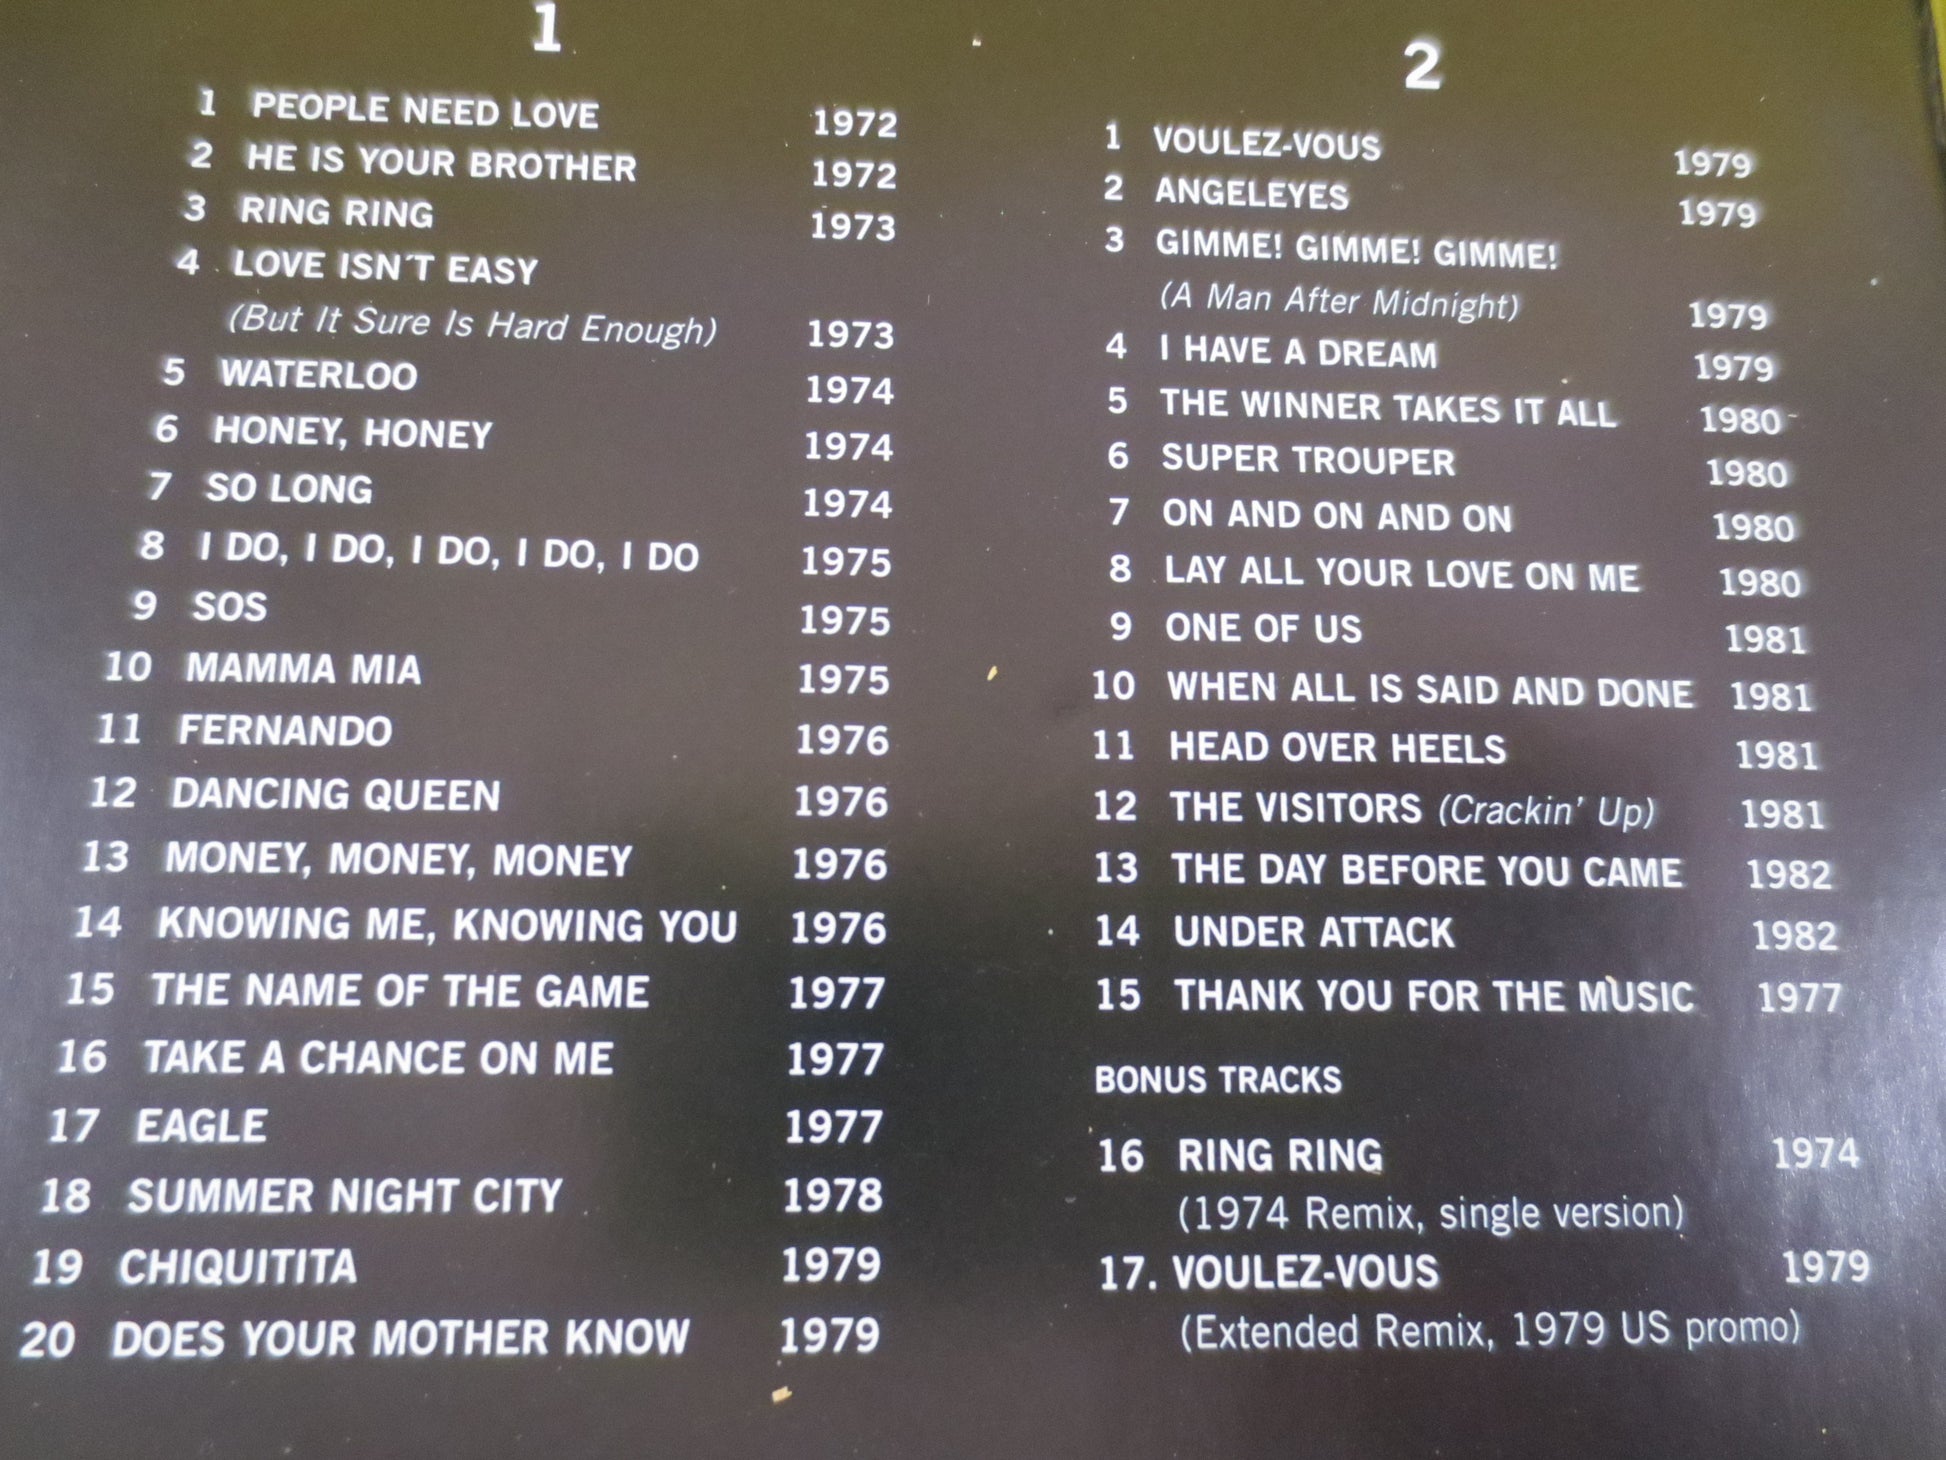 1
1 PEOPLE NEED LOVE 1972
2 HE IS YOUR BROTHER 1972
3 RING RING 1973
4 LOVE ISN´T EASY
(But It Sure Is Hard Enough) 1973
5 WATERLOO 1974
6 HONEY, HONEY 1974
7 SO LONG 1974
8 I DO, I DO, I DO, I DO, I DO 1975
9 SOS 1975
10 MAMMA MIA 1975
11 FERNANDO 1976
12 DANCING QUEEN 1976
13 MONEY, MONEY, MONEY 1976
14 KNOWING ME, KNOWING YOU 1976
15 THE NAME OF THE GAME 1977
16 TAKE A CHANCE ON ME 1977
17 EAGLE 1977
18 SUMMER NIGHT CITY 1978
19 CHIQUITITA 1979
20 DOES YOUR MOTHER KNOW 1979
2
1 VOULEZ-VOUS 1979
2 ANGELEYES 1979
3 GIMME! GIMME! GIMME!
(A Man After Midnight) 1979
4 I HAVE A DREAM 1979
5 THE WINNER TAKES IT ALL 1980
6 SUPER TROUPER 1980
7 ON AND ON AND ON 1980
8 LAY ALL YOUR LOVE ON ME 1980
9 ONE OF US 1981
10 WHEN ALL IS SAID AND DONE 1981
11 HEAD OVER HEELS 1981
12 THE VISITORS (Crackin' Up) 1981
13 THE DAY BEFORE YOU CAME 1982
14 UNDER ATTACK 1982
15 THANK YOU FOR THE MUSIC 1977
BONUS TRACKS
16 RING RING 1974
(1974 Remix, single version)
17. VOULEZ-VOUS 1979
(Extended Remix, 1979 US promo)